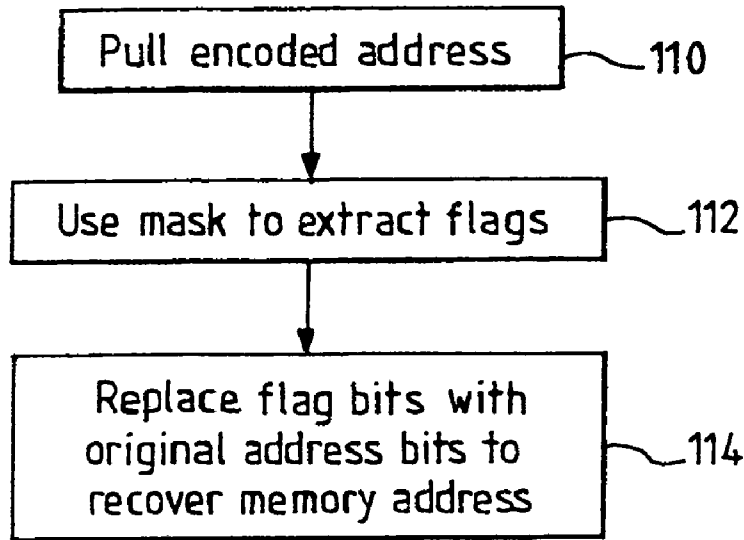 Pull encoded address
110
Use mask to extract flags
112
Replace flag bits with
original address bits to
recover memory address
114